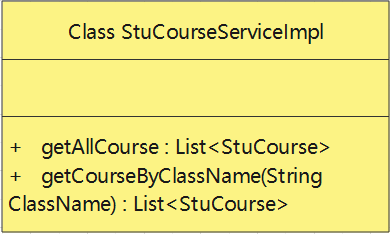 Class StuCourseServiceImpl
+ getAllCourse : List<StuCourse>
+ getCourseByClassName(String
ClassName) : List<StuCourse>